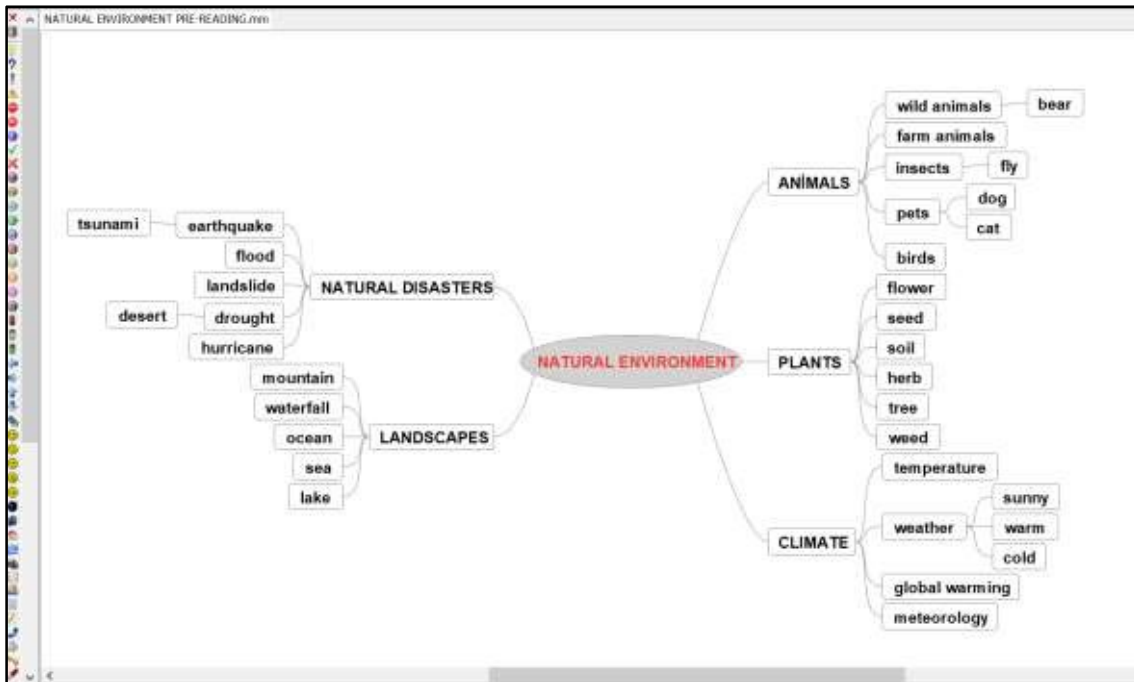 NATURAL ENVIRONMENT PRE-READING.mm
NATURAL ENVIRONMENT
NATURAL DISASTERS
earthquake
tsunami
flood
landslide
drought
desert
hurricane
LANDSCAPES
mountain
waterfall
ocean
sea
lake
ANİMALS
wild animals
bear
farm animals
insects
fly
pets
dog
cat
birds
PLANTS
flower
seed
soil
herb
tree
weed
CLIMATE
temperature
weather
sunny
warm
cold
global warming
meteorology